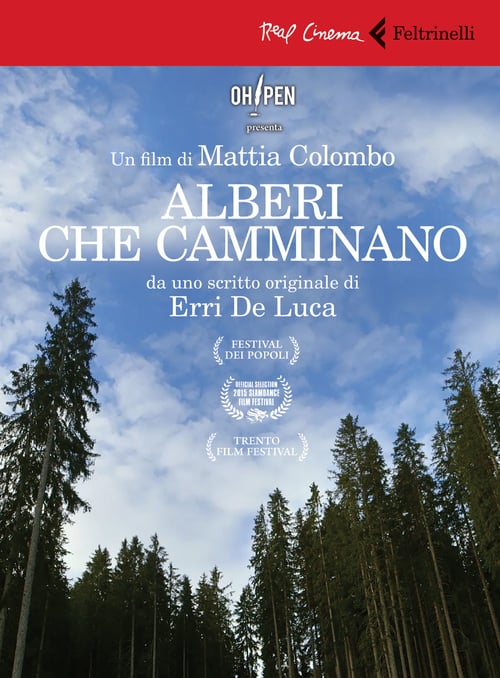 Real Cinema Feltrinelli
OH!PEN
presenta
Un film di Mattia Colombo
ALBERI
CHE CAMMINANO
da uno scritto originale di
Erri De Luca
FESTIVAL
DEI POPOLI
OFFICIAL SELECTION
2015 SLAMDANCE
FILM FESTIVAL
TRENTO
FILM FESTIVAL